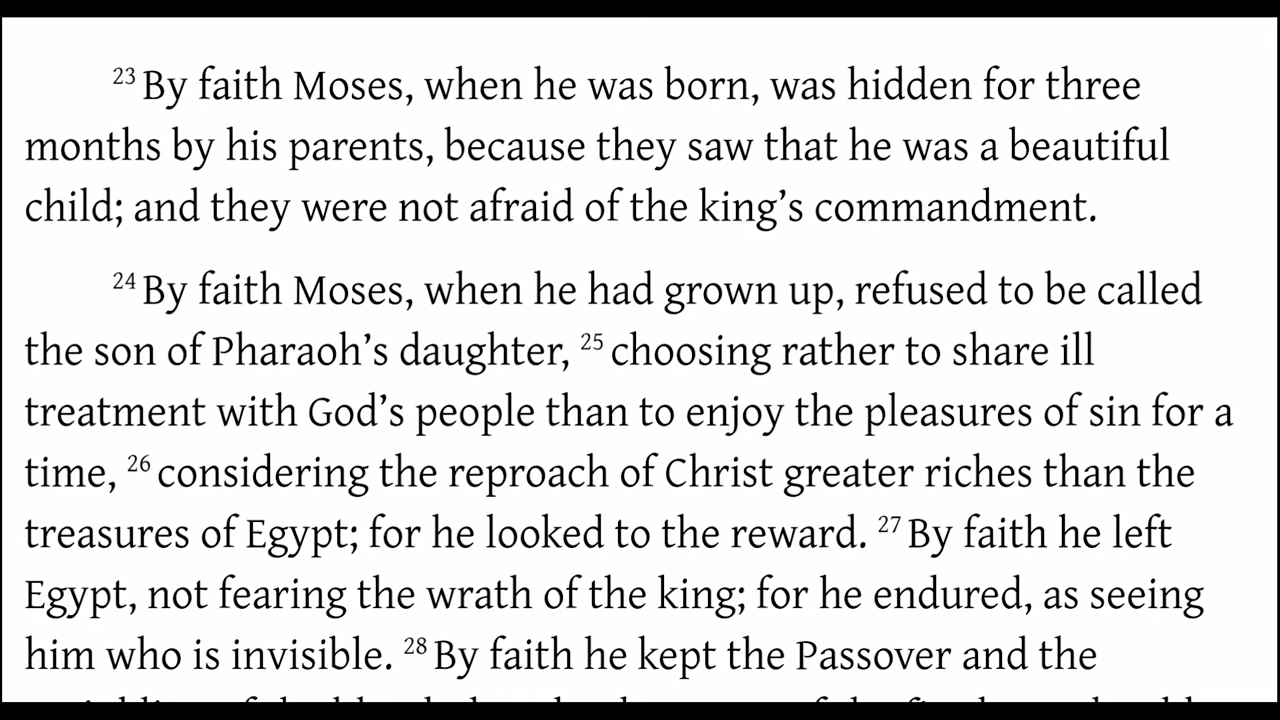 23 By faith Moses, when he was born, was hidden for three
months by his parents, because they saw that he was a beautiful
child; and they were not afraid of the king’s commandment.
24 By faith Moses, when he had grown up, refused to be called
the son of Pharaoh’s daughter, 25 choosing rather to share ill
treatment with God’s people than to enjoy the pleasures of sin for a
time, 26 considering the reproach of Christ greater riches than the
treasures of Egypt; for he looked to the reward. 27 By faith he left
Egypt, not fearing the wrath of the king; for he endured, as seeing
him who is invisible. 28 By faith he kept the Passover and the